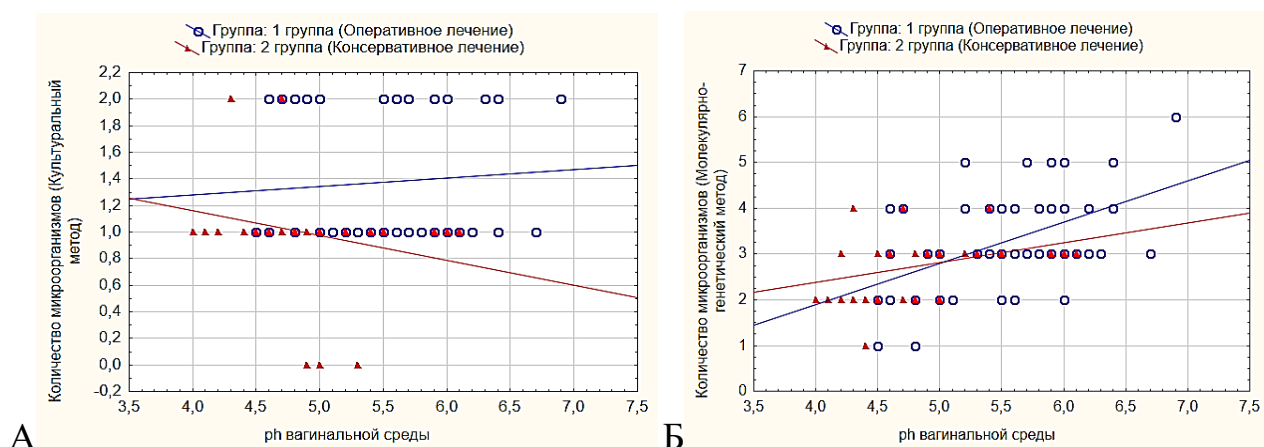 Группа: 1 группа (Оперативное лечение)
Группа: 2 группа (Консервативное лечение)
Количество микроорганизмов (Культуральный
метод)
2,2
2,0
1,8
1,6
1,4
1,2
1,0
0,8
0,6
0,4
0,2
0,0
-0,2
3,5 4,0 4,5 5,0 5,5 6,0 6,5 7,0 7,5
ph вагинальной среды
А
Группа: 1 группа (Оперативное лечение)
Группа: 2 группа (Консервативное лечение)
Количество микроорганизмов (Молекулярно-
генетический метод)
7
6
5
4
3
2
1
0
3,5 4,0 4,5 5,0 5,5 6,0 6,5 7,0 7,5
ph вагинальной среды
Б